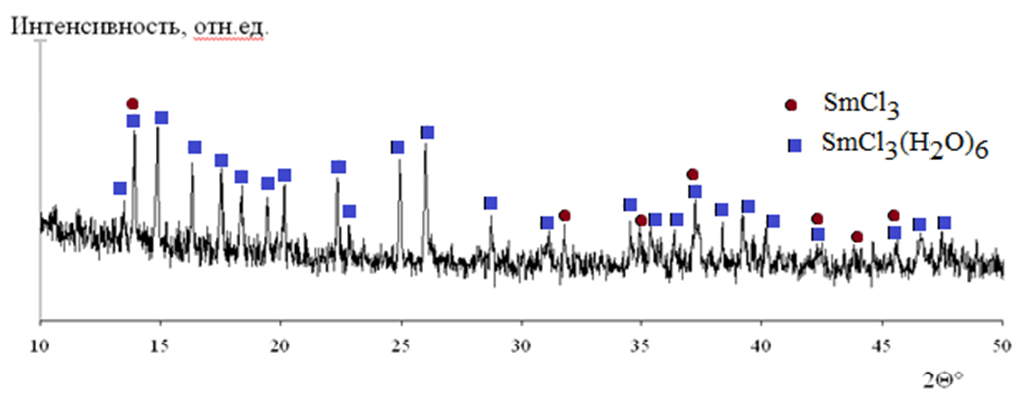 Интенсивность, отн.ед.
SmCl3
SmCl3(H2O)6
10 15 20 25 30 35 40 45 50
2Θ°